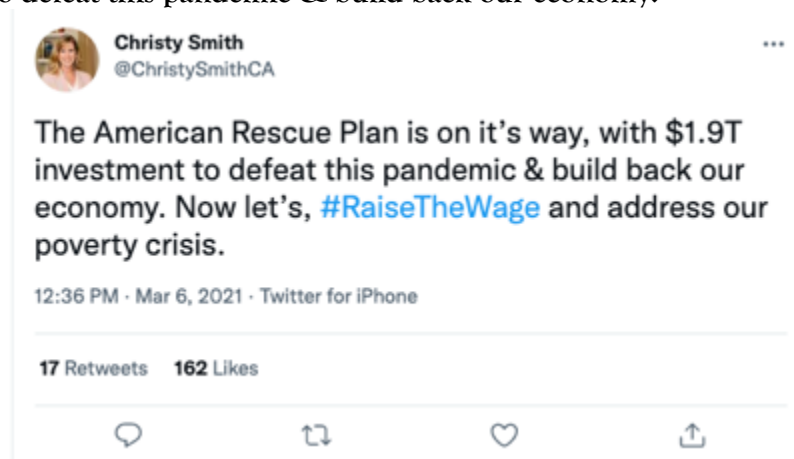 to defeat this pandemic & build back our economy.
Christy Smith
@ChristySmithCA
The American Rescue Plan is on it's way, with $1.9T
investment to defeat this pandemic & build back our
economy. Now let's, #RaiseTheWage and address our
poverty crisis.
12:36 PM · Mar 6, 2021 · Twitter for iPhone
17 Retweets 162 Likes